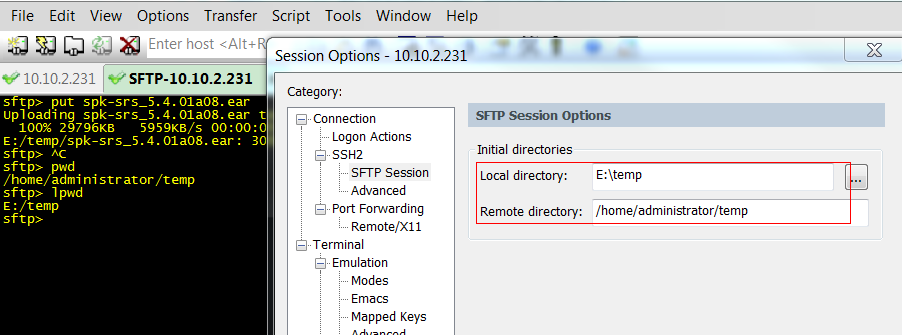 File Edit View Options Transfer Script Tools Window Help
Enter host <Alt+R
10.10.2.231 SFTP-10.10.2.231
sftp> put spk-srs_5.4.01a08.ear
Uploading spk-srs_5.4.01a08.ear t
100% 29796KB 5959KB/s 00:00:0
E:/temp/spk-srs_5.4.01a08.ear: 30
sftp> ^C
sftp> pwd
/home/administrator/temp
sftp> lpwd
E:/temp
sftp>
Session Options - 10.10.2.231
Category:
Connection
Logon Actions
SSH2
SFTP Session
Advanced
Port Forwarding
Remote/X11
Terminal
Emulation
Modes
Emacs
Mapped Keys
Advanced
SFTP Session Options
Initial directories
Local directory: E:\temp ...
Remote directory: /home/administrator/temp